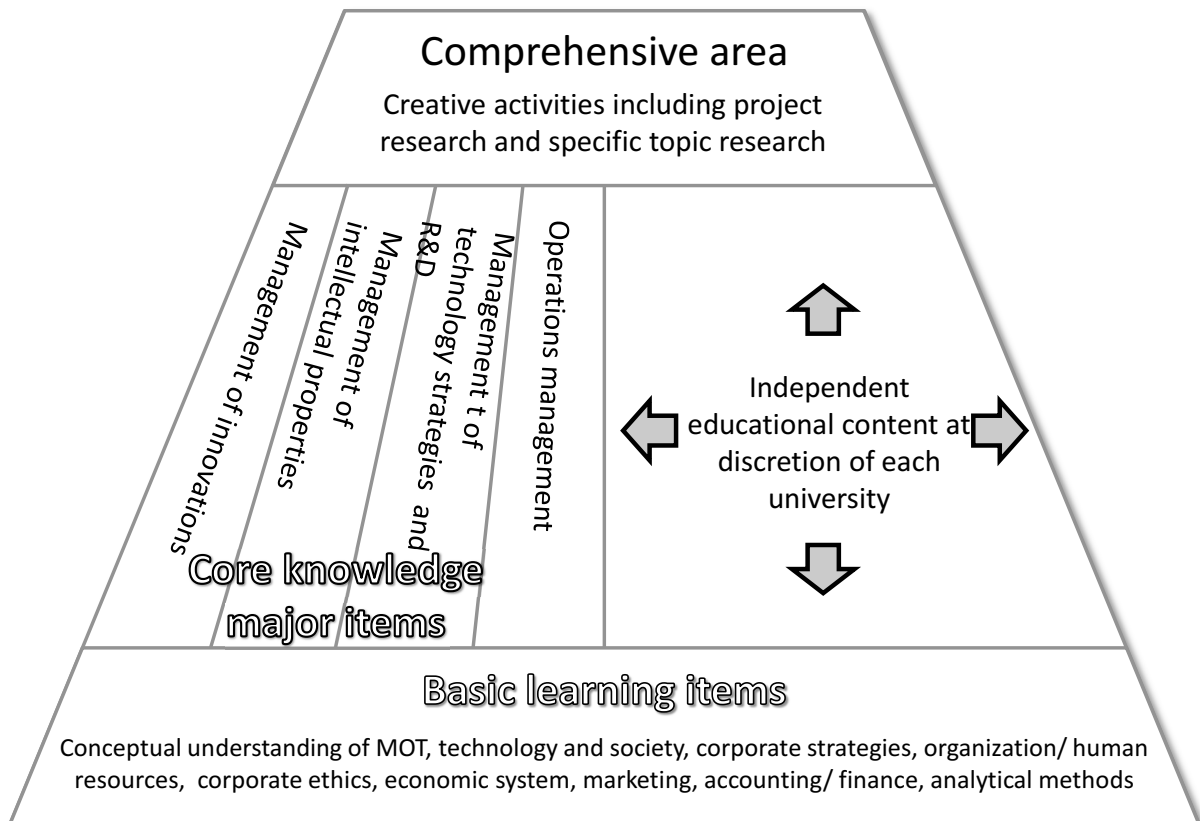 Comprehensive area
Creative activities including project
research and specific topic research
Management of innovations
Management of
intellectual properties
Management t of
technology strategies and
R&D
Operations management
Independent
educational content at
discretion of each
university
Core knowledge
major items
Basic learning items
Conceptual understanding of MOT, technology and society, corporate strategies, organization/ human
resources, corporate ethics, economic system, marketing, accounting/ finance, analytical methods